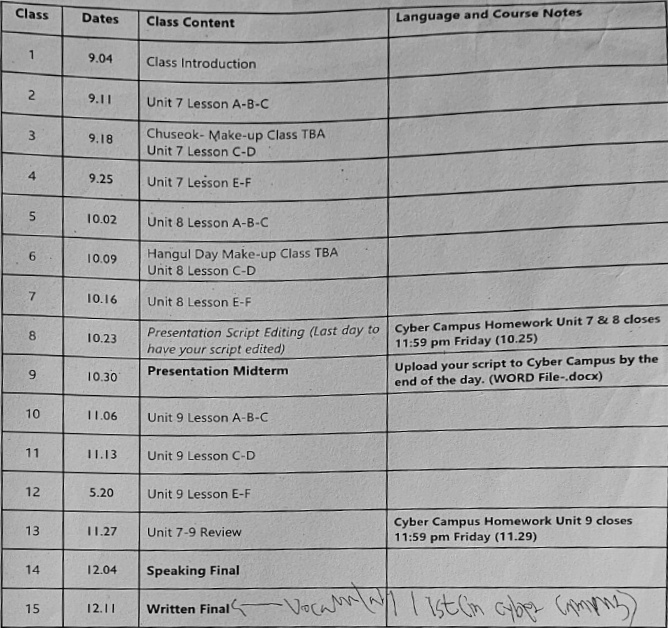 Class Dates Class Content Language and Course Notes
1 9.04 Class Introduction
2 9.11 Unit 7 Lesson A-B-C
3 9.18 Chuseok- Make-up Class TBA
Unit 7 Lesson C-D
4 9.25 Unit 7 Lesson E-F
5 10.02 Unit 8 Lesson A-B-C
6 10.09 Hangul Day Make-up Class TBA
Unit 8 Lesson C-D
7 10.16 Unit 8 Lesson E-F
8 10.23 Presentation Script Editing (Last day to
have your script edited)
Cyber Campus Homework Unit 7 & 8 closes
11:59 pm Friday (10.25)
9 10.30 Presentation Midterm
Upload your script to Cyber Campus by the
end of the day. (WORD File-.docx)
10 11.06 Unit 9 Lesson A-B-C
11 11.13 Unit 9 Lesson C-D
12 5.20 Unit 9 Lesson E-F
13 11.27 Unit 7-9 Review
Cyber Campus Homework Unit 9 closes
11:59 pm Friday (11.29)
14 12.04 Speaking Final
15 12.11 Written Final list (in cyber campus)